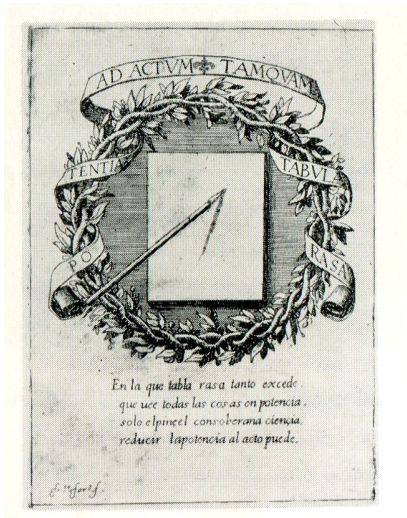 PO
TENTIA
AD ACTVM TAMQVAM
TABVLA
RASA
En la que tabla rasa tanto excede.
que vee todas las cosas en potencia.
solo el pincel con soberana ciencia,
reducir la potencia al acto puede.